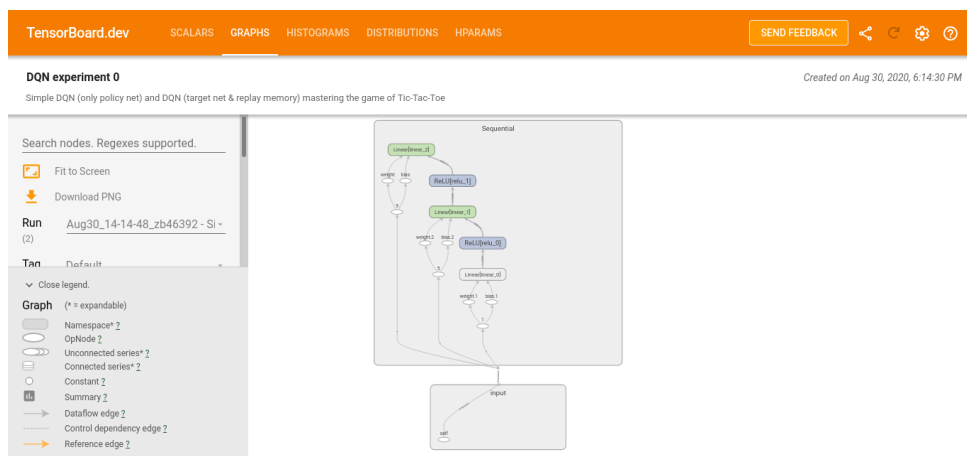 TensorBoard.dev SCALARS GRAPHS HISTOGRAMS DISTRIBUTIONS HPARAMS SEND FEEDBACK
DQN experiment 0
Created on Aug 30, 2020, 6:14:30 PM
Simple DQN (only policy net) and DQN (target net & replay memory) mastering the game of Tic-Tac-Toe
Search nodes. Regexes supported.
Fit to Screen
Download PNG
Run
(2)
Aug30_14-14-48_zb46392 - Si
Tag Default
Close legend.
Graph (* = expandable)
Namespace* ?
OpNode ?
Unconnected series* ?
Connected series* ?
Constant ?
Summary ?
Dataflow edge ?
Control dependency edge ?
Reference edge ?
Sequential
Linear[linear_2]
weight bias
ReLU[relu_1]
Linear[linear_1]
weight.2 bias.2
ReLU[relu_0]
Linear[linear_0]
weight.1 bias.1
input
self